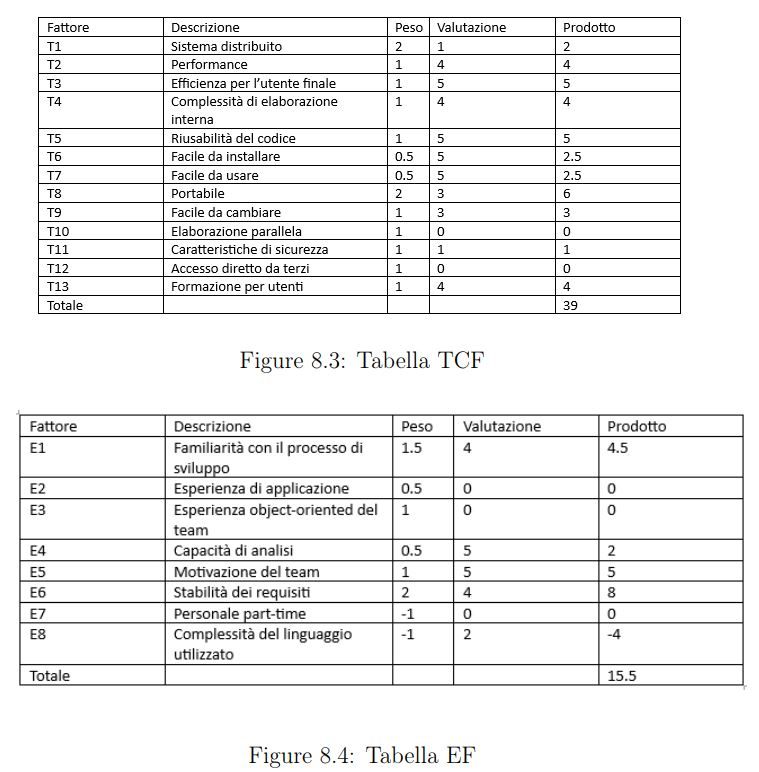 Fattore Descrizione Peso Valutazione Prodotto
T1 Sistema distribuito 2 1 2
T2 Performance 1 4 4
T3 Efficienza per l'utente finale 1 5 5
T4 Complessità di elaborazione 1 4 4
interna
T5 Riusabilità del codice 1 5 5
T6 Facile da installare 0.5 5 2.5
T7 Facile da usare 0.5 5 2.5
T8 Portabile 2 3 6
T9 Facile da cambiare 1 3 3
T10 Elaborazione parallela 1 0 0
T11 Caratteristiche di sicurezza 1 1 1
T12 Accesso diretto da terzi 1 0 0
T13 Formazione per utenti 1 4 4
Totale 39
Figure 8.3: Tabella TCF
Fattore Descrizione Peso Valutazione Prodotto
E1 Familiarità con il processo di 1.5 4 4.5
sviluppo
E2 Esperienza di applicazione 0.5 0 0
E3 Esperienza object-oriented del 1 0 0
team
E4 Capacità di analisi 0.5 5 2
E5 Motivazione del team 1 5 5
E6 Stabilità dei requisiti 2 4 8
E7 Personale part-time -1 0 0
E8 Complessità del linguaggio -1 2 -4
utilizzato
Totale 15.5
Figure 8.4: Tabella EF